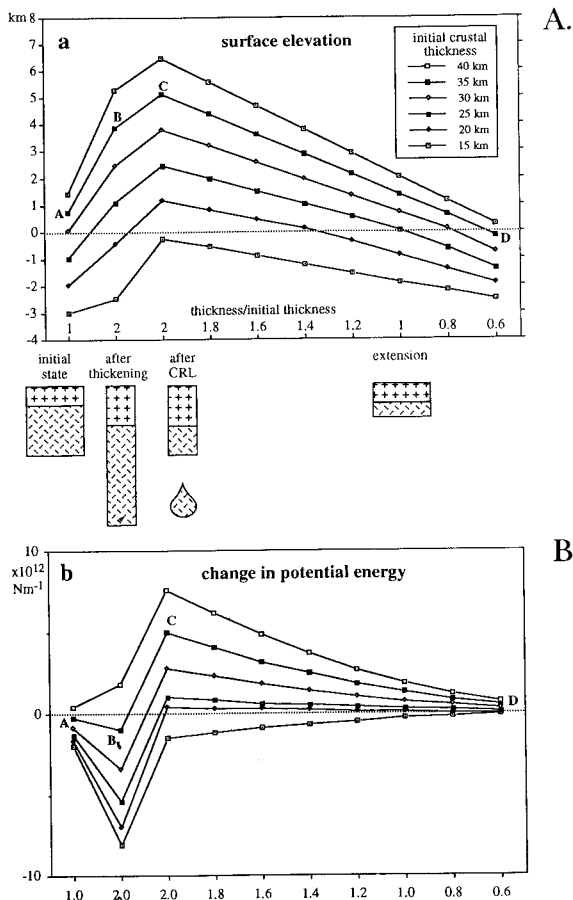 A.
km 8
a
surface elevation
initial crustal
thickness
40 km
35 km
30 km
25 km
20 km
15 km
7
6
5
4
3
2
1
0
-1
-2
-3
-4
A
B
C
D
thickness/initial thickness
1 2 2 1.8 1.6 1.4 1.2 1 0.8 0.6
initial
state
after
thickening
after
CRL
extension
B
10
x10¹²
Nm⁻¹
b
change in potential energy
0
-10
A
B
C
D
1.0 2.0 2.0 1.8 1.6 1.4 1.2 1.0 0.8 0.6